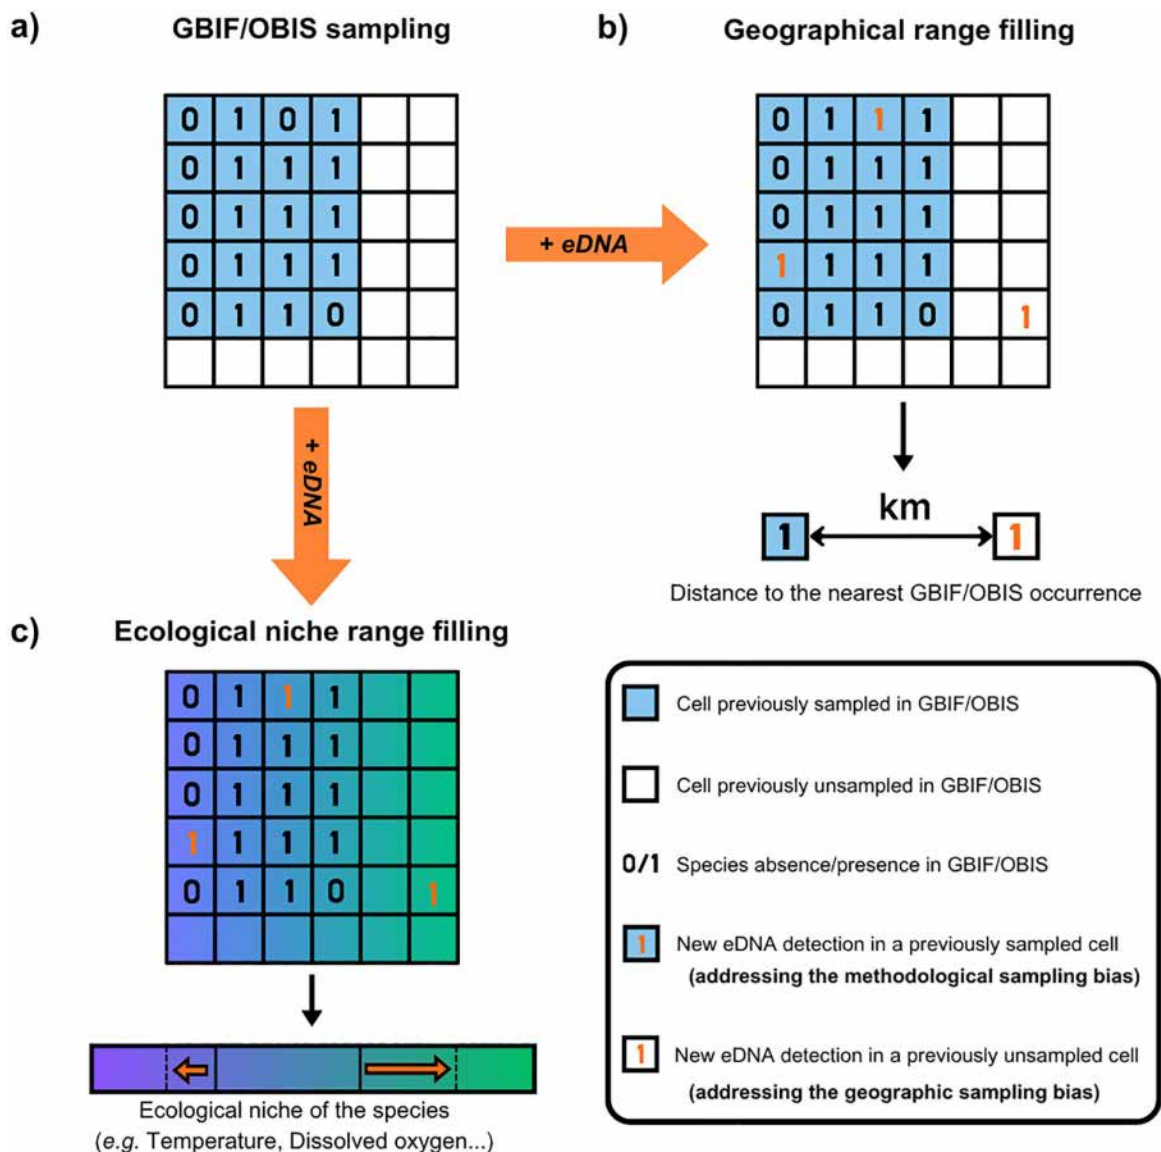 a) GBIF/OBIS sampling
0 1 0 1
0 1 1 1
0 1 1 1
0 1 1 1
0 1 1 0
+ eDNA
b) Geographical range filling
0 1 1 1
0 1 1 1
0 1 1 1
1 1 1 1
0 1 1 0 1
km
1 1
Distance to the nearest GBIF/OBIS occurrence
+ eDNA
c) Ecological niche range filling
0 1 1 1
0 1 1 1
0 1 1 1
1 1 1 1
0 1 1 0 1
Ecological niche of the species
(e.g. Temperature, Dissolved oxygen...)
Cell previously sampled in GBIF/OBIS
Cell previously unsampled in GBIF/OBIS
0/1 Species absence/presence in GBIF/OBIS
1 New eDNA detection in a previously sampled cell
(addressing the methodological sampling bias)
1 New eDNA detection in a previously unsampled cell
(addressing the geographic sampling bias)